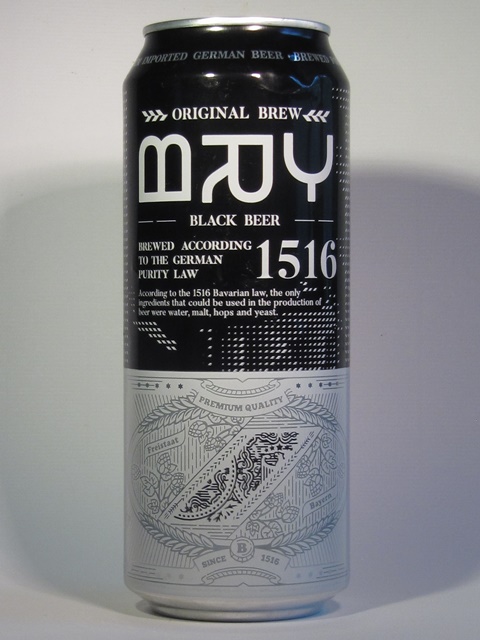 IMPORTED GERMAN BEER · BREWED
ORIGINAL BREW
BRY
BLACK BEER
BREWED ACCORDING
TO THE GERMAN
PURITY LAW
1516
According to the 1516 Bavarian law, the only
ingredients that could be used in the production of
beer were water, malt, hops and yeast.
PREMIUM QUALITY
Freistaat
Bayern
B
SINCE 1516